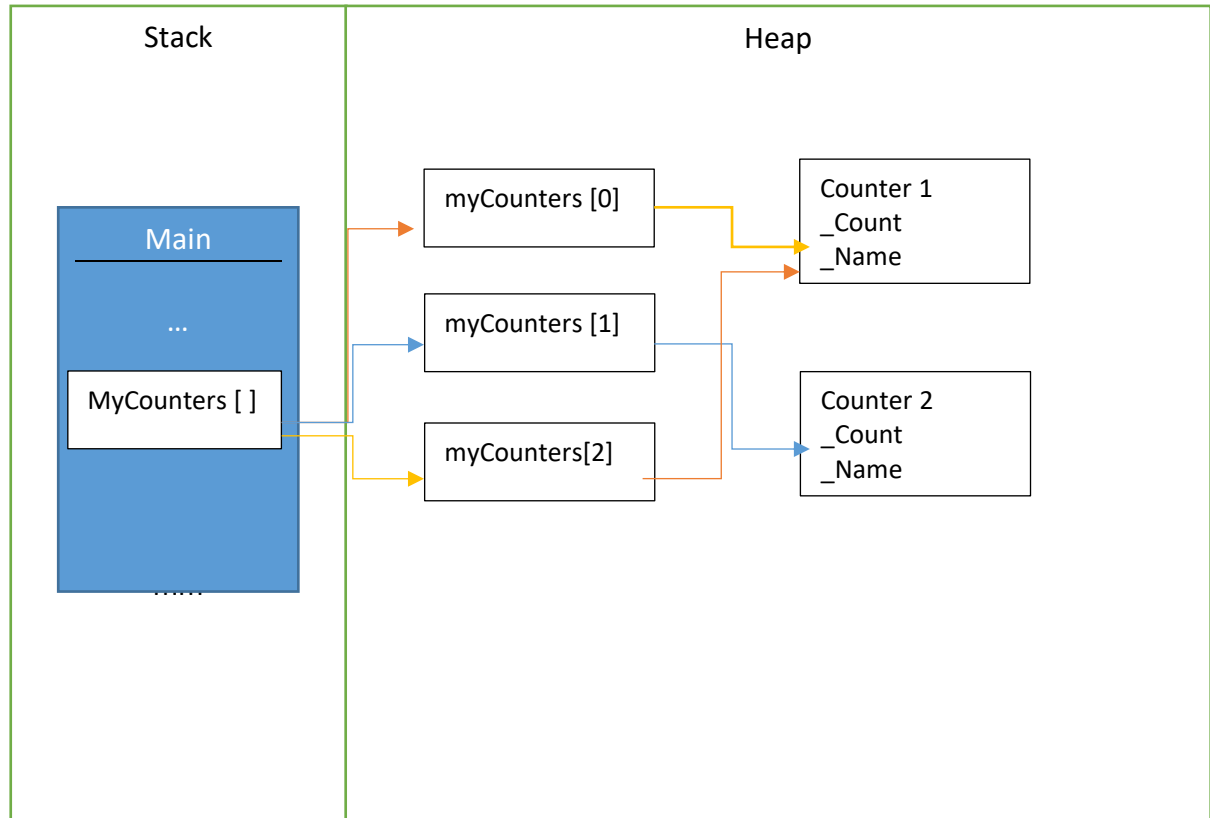 Stack
Heap
Main
...
MyCounters [ ]
myCounters [0]
myCounters [1]
myCounters[2]
Counter 1
_Count
_Name
Counter 2
_Count
_Name